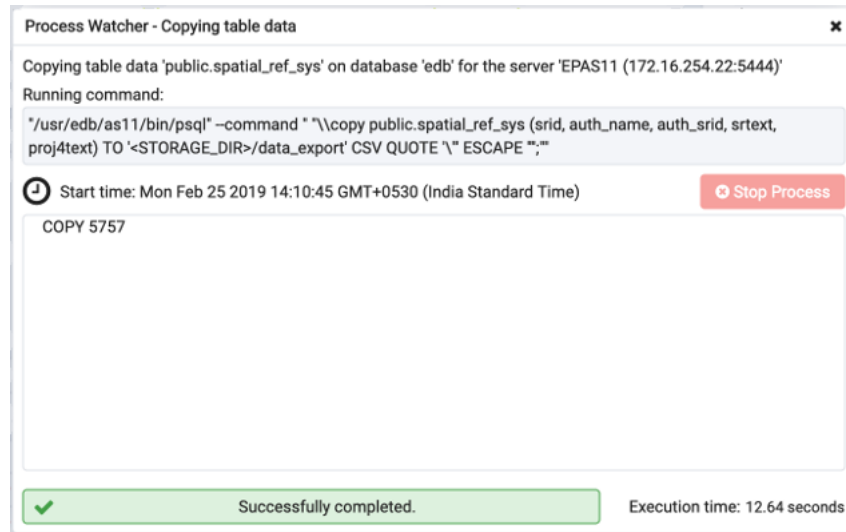 Process Watcher - Copying table data
Copying table data 'public.spatial_ref_sys' on database 'edb' for the server 'EPAS11 (172.16.254.22:5444)'
Running command:
"/usr/edb/as11/bin/psql" --command " "\\copy public.spatial_ref_sys (srid, auth_name, auth_srid, srtext,
proj4text) TO '<STORAGE_DIR>/data_export' CSV QUOTE '\"' ESCAPE '''';""
Start time: Mon Feb 25 2019 14:10:45 GMT+0530 (India Standard Time)
Stop Process
COPY 5757
Successfully completed.
Execution time: 12.64 seconds